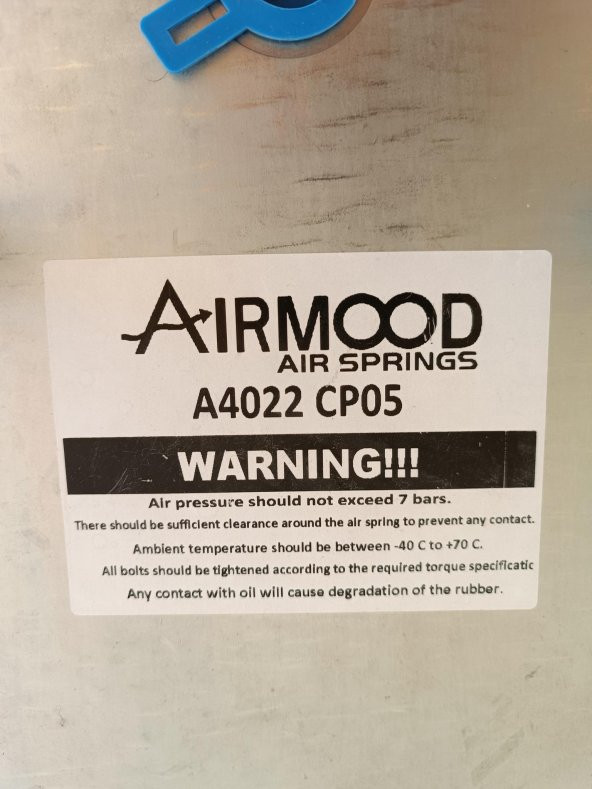 AIRMOOD
AIR SPRINGS
A4022 CP05
WARNING!!!
Air pressure should not exceed 7 bars.
There should be sufficient clearance around the air spring to prevent any contact.
Ambient temperature should be between -40 C to +70 C.
All bolts should be tightened according to the required torque specificatic
Any contact with oil will cause degradation of the rubber.